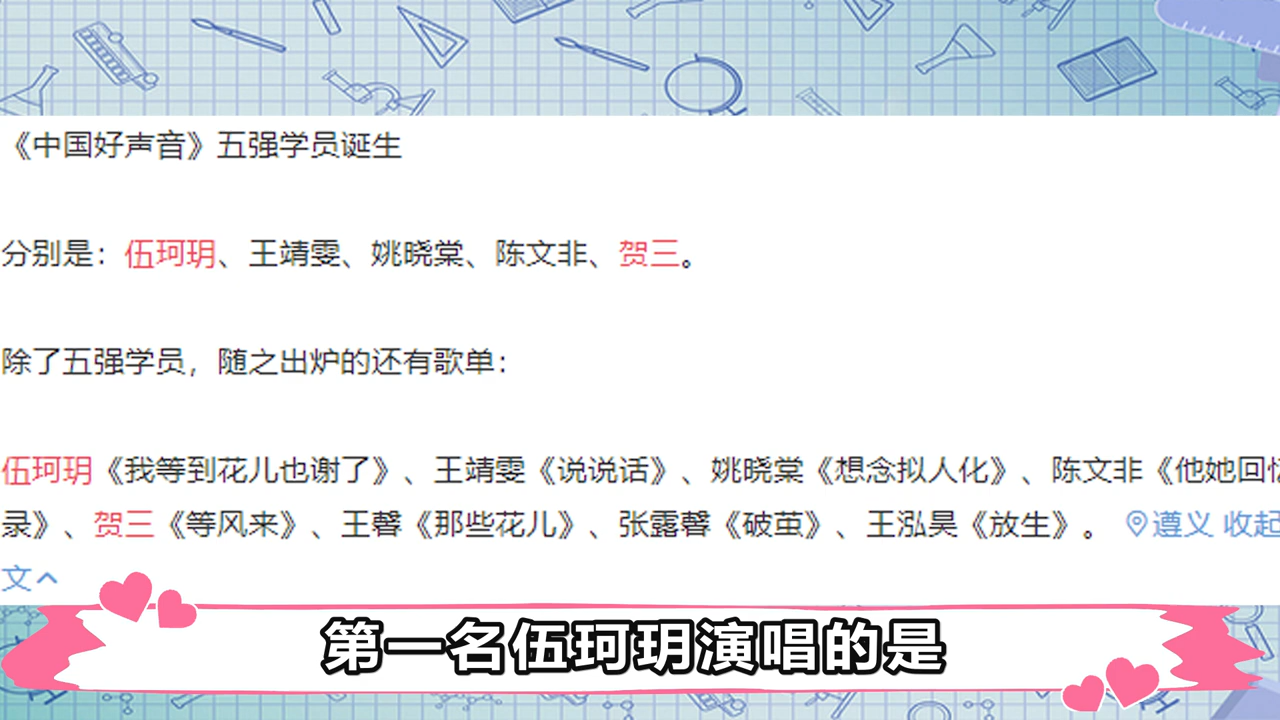 《中国好声音》五强学员诞生
分别是：伍珂玥、王靖雯、姚晓棠、陈文非、贺三。
除了五强学员，随之出炉的还有歌单：
伍珂玥《我等到花儿也谢了》、王靖雯《说说话》、姚晓棠《想念拟人化》、陈文非《他她回忆
录》、贺三《等风来》、王馨《那些花儿》、张露馨《破茧》、王泓昊《放生》。 遵义 收起
文
第一名伍珂玥演唱的是